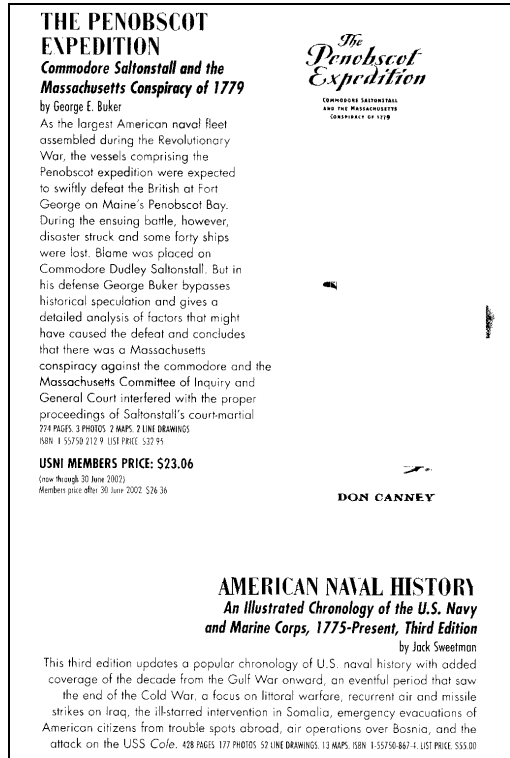 THE PENOBSCOT
EXPEDITION
Commodore Saltonstall and the
Massachusetts Conspiracy of 1779
by George E. Buker
As the largest American naval fleet
assembled during the Revolutionary
War, the vessels comprising the
Penobscot expedition were expected
to swiftly defeat the British at Fort
George on Maine's Penobscot Bay.
During the ensuing battle, however,
disaster struck and some forty ships
were lost. Blame was placed on
Commodore Dudley Saltonstall. But in
his defense George Buker bypasses
historical speculation and gives a
detailed analysis of factors that might
have caused the defeat and concludes
that there was a Massachusetts
conspiracy against the commodore and the
Massachusetts Committee of Inquiry and
General Court interfered with the proper
proceedings of Saltonstall's court-martial
224 PAGES. 3 PHOTOS 2 MAPS. 2 LINE DRAWINGS
ISBN 1 55750 212 9 LIST PRICE $32 95
USNI MEMBERS PRICE: $23.06
(now through 30 June 2002)
Members price after 30 June 2002 $26 36
The
Penobscot
Expedition
COMMODORE SALTONSTALL
AND THE MASSACHUSETTS
CONSPIRACY OF 1779
DON CANNEY
AMERICAN NAVAL HISTORY
An Illustrated Chronology of the U.S. Navy
and Marine Corps, 1775-Present, Third Edition
by Jack Sweetman
This third edition updates a popular chronology of U.S. naval history with added
coverage of the decade from the Gulf War onward, an eventful period that saw
the end of the Cold War, a focus on littoral warfare, recurrent air and missile
strikes on Iraq, the ill-starred intervention in Somalia, emergency evacuations of
American citizens from trouble spots abroad, air operations over Bosnia, and the
attack on the USS Cole. 428 PAGES 177 PHOTOS 52 LINE DRAWINGS. 13 MAPS. ISBN 1-55750-867-4. LIST PRICE. $55.00